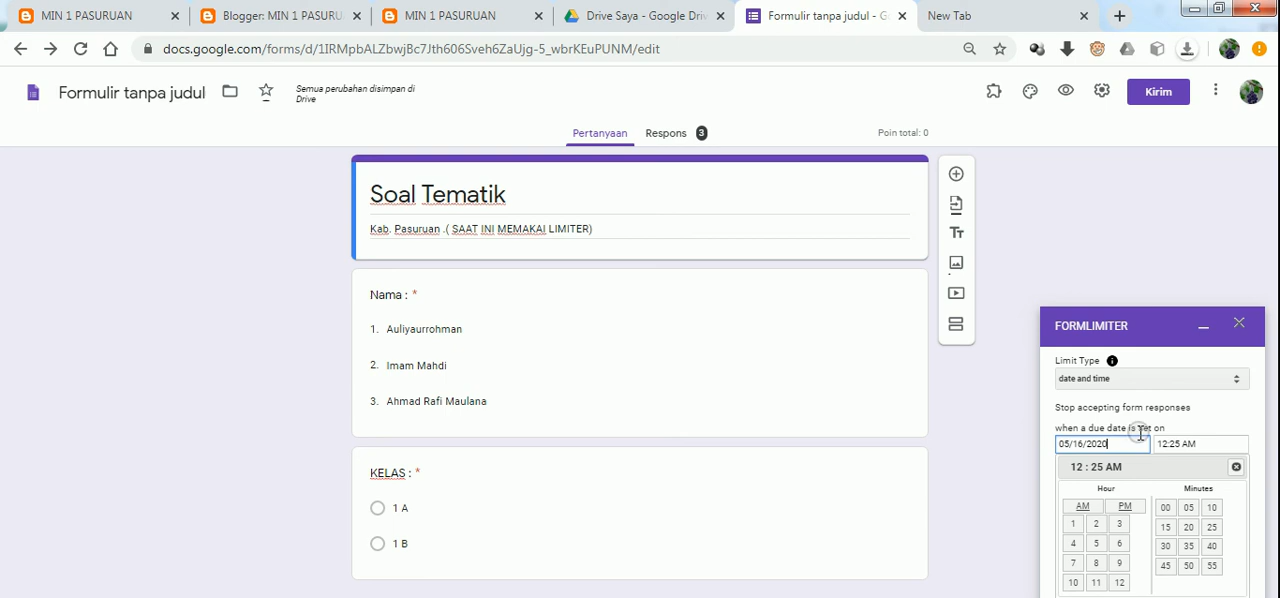 MIN 1 PASURUAN
Blogger: MIN 1 PASURU
MIN 1 PASURUAN
Drive Saya - Google Driv
Formulir tanpa judul - G
New Tab
docs.google.com/forms/d/1IRMpbALZbwjBc7Jth606Sveh6ZaUjg-5_wbrKEuPUNM/edit
Formulir tanpa judul
Semua perubahan disimpan di
Drive
Kirim
Pertanyaan
Respons 3
Poin total: 0
Soal Tematik
Kab. Pasuruan .( SAAT INI MEMAKAI LIMITER)
Nama : *
1. Auliyaurrohman
2. Imam Mahdi
3. Ahmad Rafi Maulana
KELAS : *
1 A
1 B
Tт
FORMLIMITER
Limit Type
date and time
Stop accepting form responses
when a due date is set on
05/16/2020 12:25 AM
12 : 25 AM
Hour Minutes
AM PM 00 05 10
1 2 3 15 20 25
4 5 6 30 35 40
7 8 9 45 50 55
10 11 12